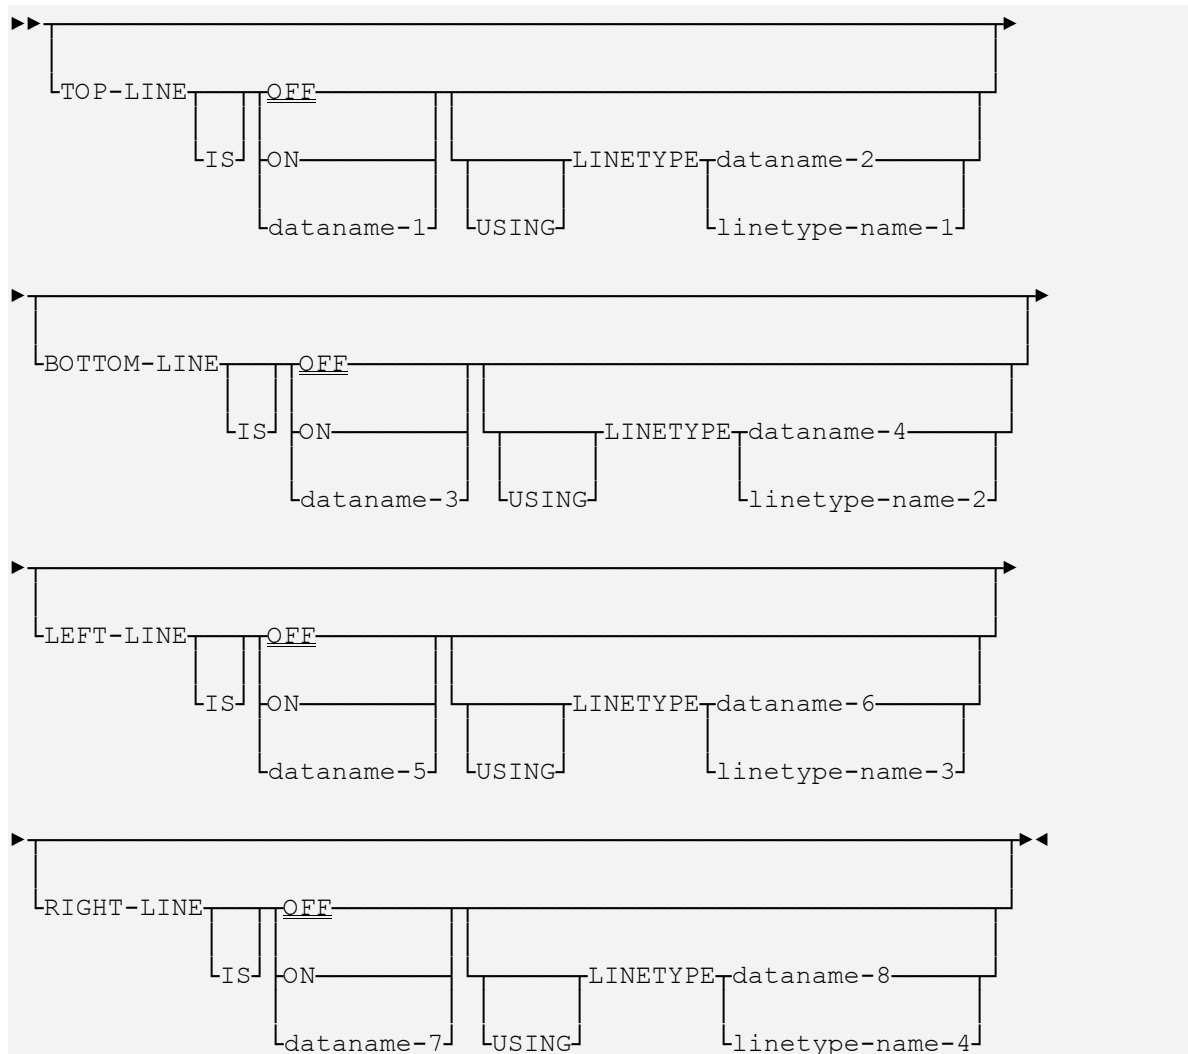 TOP-LINE OFF
IS ON LINETYPE dataname-2
dataname-1 USING linetype-name-1
BOTTOM-LINE OFF
IS ON LINETYPE dataname-4
dataname-3 USING linetype-name-2
LEFT-LINE OFF
IS ON LINETYPE dataname-6
dataname-5 USING linetype-name-3
RIGHT-LINE OFF
IS ON LINETYPE dataname-8
dataname-7 USING linetype-name-4